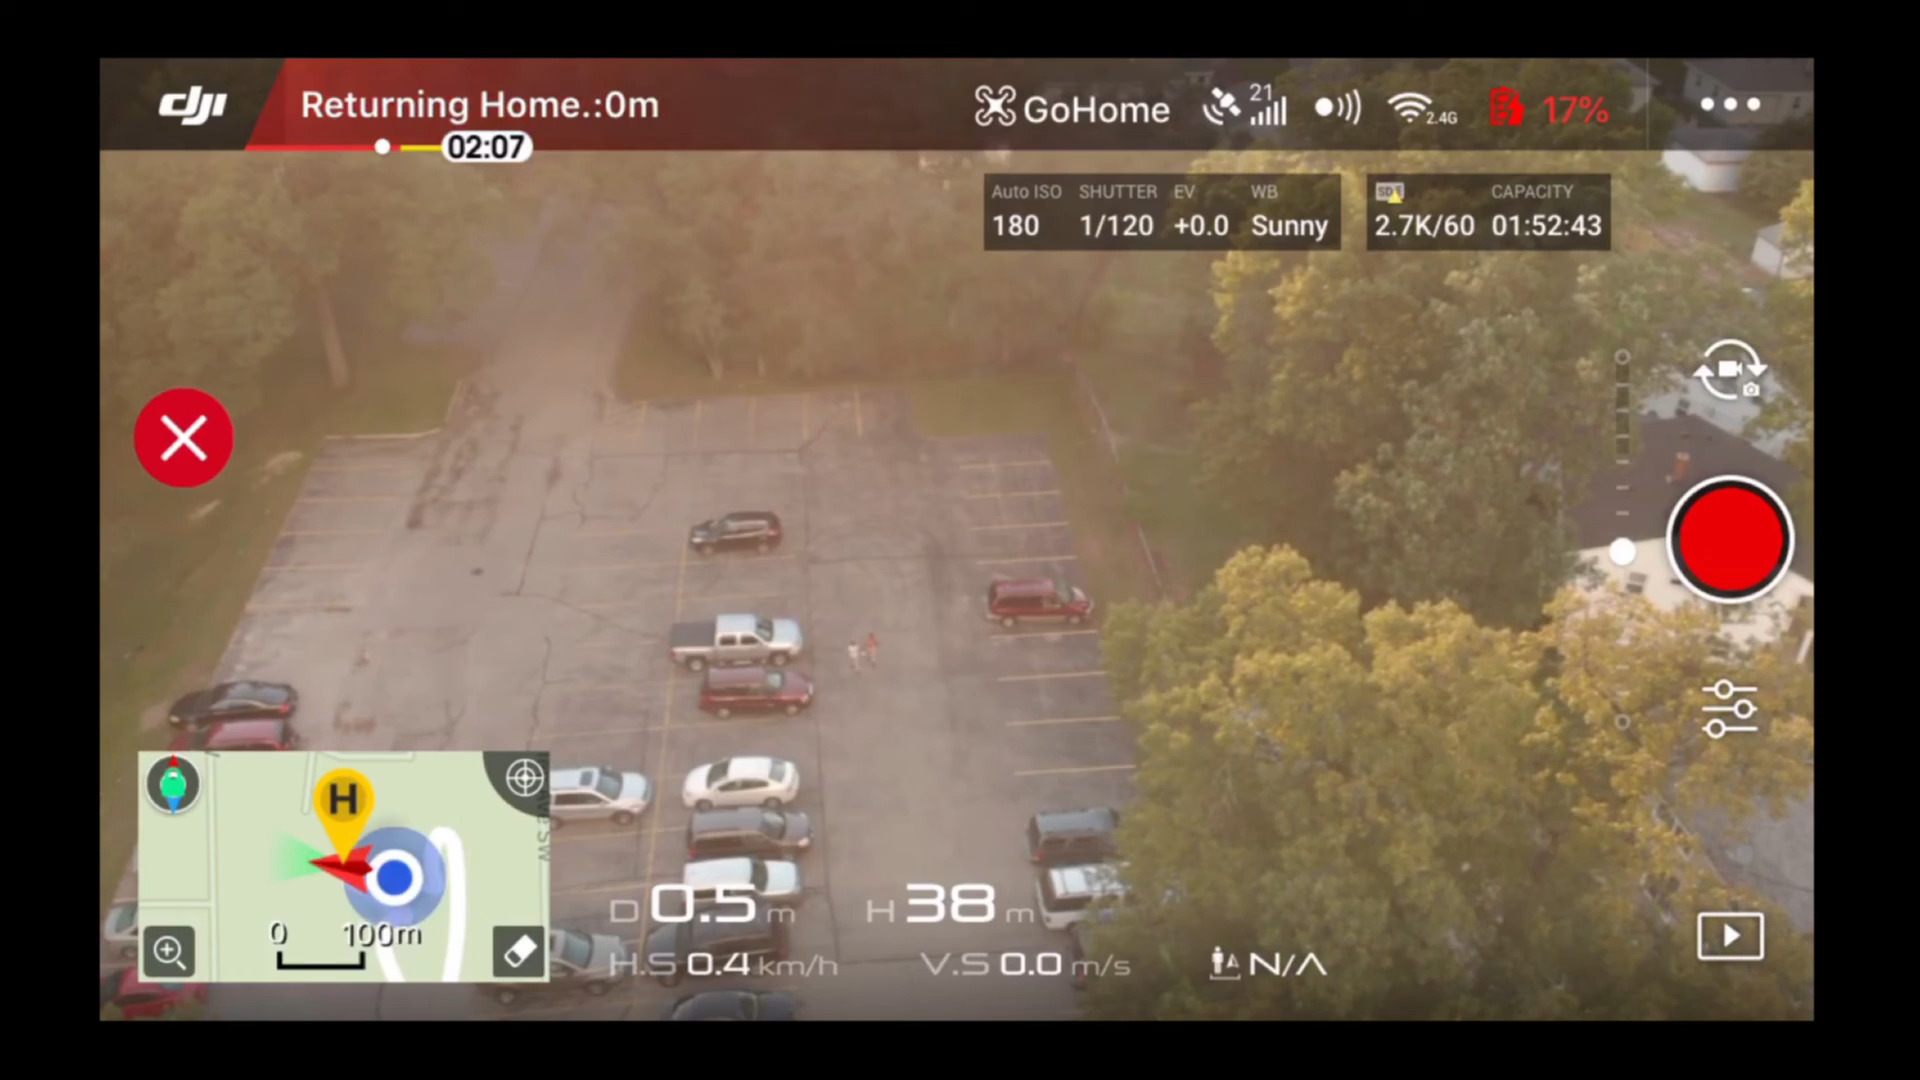 dji
Returning Home.:0m
02:07
GoHome
21
2.4G
17%
Auto ISO SHUTTER EV WB
180 1/120 +0.0 Sunny
SD CAPACITY
2.7K/60 01:52:43
H
0 100m
D 0.5 m H 38 m
H.S 0.4 km/h V.S 0.0 m/s N/A